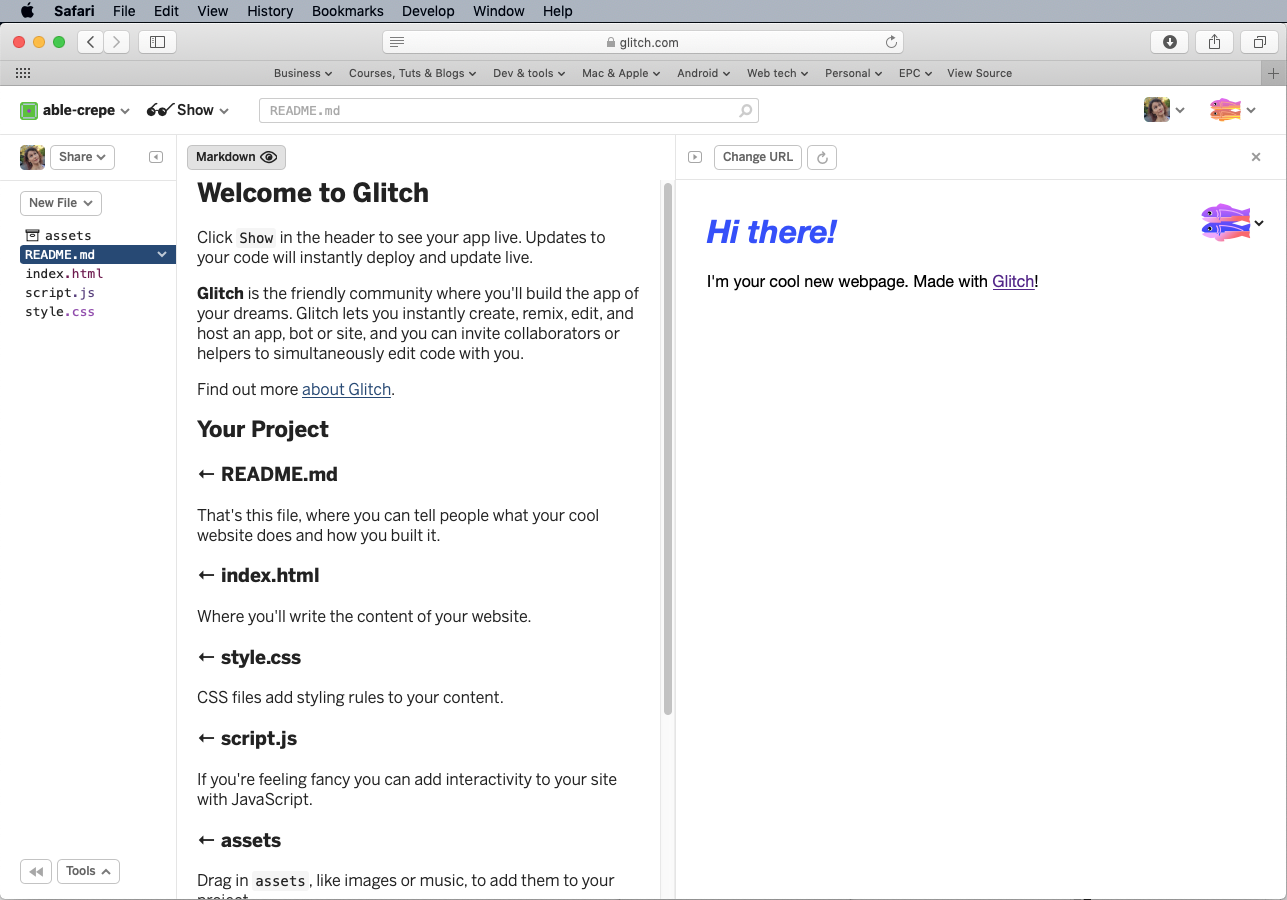 Safari File Edit View History Bookmarks Develop Window Help
glitch.com
Business Courses, Tuts & Blogs Dev & tools Mac & Apple Android Web tech Personal EPC View Source
able-crepe Show README.md
Share
New File
assets
README.md
index.html
script.js
style.css
Tools
Markdown
Welcome to Glitch
Click Show in the header to see your app live. Updates to
your code will instantly deploy and update live.
Glitch is the friendly community where you'll build the app of
your dreams. Glitch lets you instantly create, remix, edit, and
host an app, bot or site, and you can invite collaborators or
helpers to simultaneously edit code with you.
Find out more about Glitch.
Your Project
← README.md
That's this file, where you can tell people what your cool
website does and how you built it.
← index.html
Where you'll write the content of your website.
← style.css
CSS files add styling rules to your content.
← script.js
If you're feeling fancy you can add interactivity to your site
with JavaScript.
← assets
Drag in assets, like images or music, to add them to your
project
Change URL
Hi there!
I'm your cool new webpage. Made with Glitch!